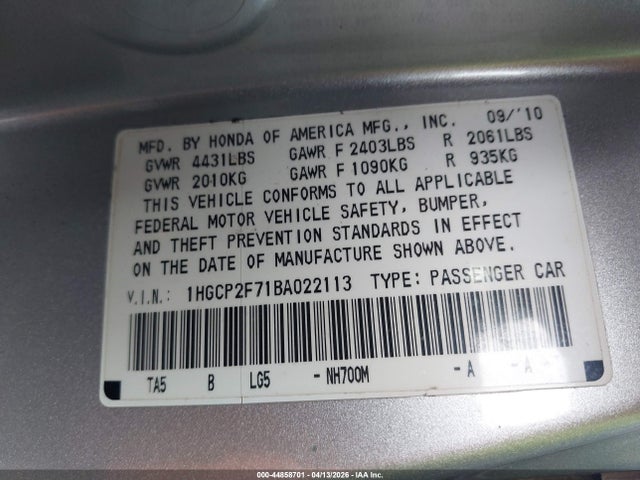 MFD. BY HONDA OF AMERICA MFG., INC. 09/'10
GVWR 4431LBS GAWR F 2403LBS R 2061LBS
GVWR 2010KG GAWR F 1090KG R 935KG
THIS VEHICLE CONFORMS TO ALL APPLICABLE
FEDERAL MOTOR VEHICLE SAFETY, BUMPER,
AND THEFT PREVENTION STANDARDS IN EFFECT
ON THE DATE OF MANUFACTURE SHOWN ABOVE.
V.I.N.: 1HGCP2F71BA022113 TYPE: PASSENGER CAR
TA5 B LG5 -NH700M -A -A
000-44858701 - 04/13/2026 - IAA Inc.